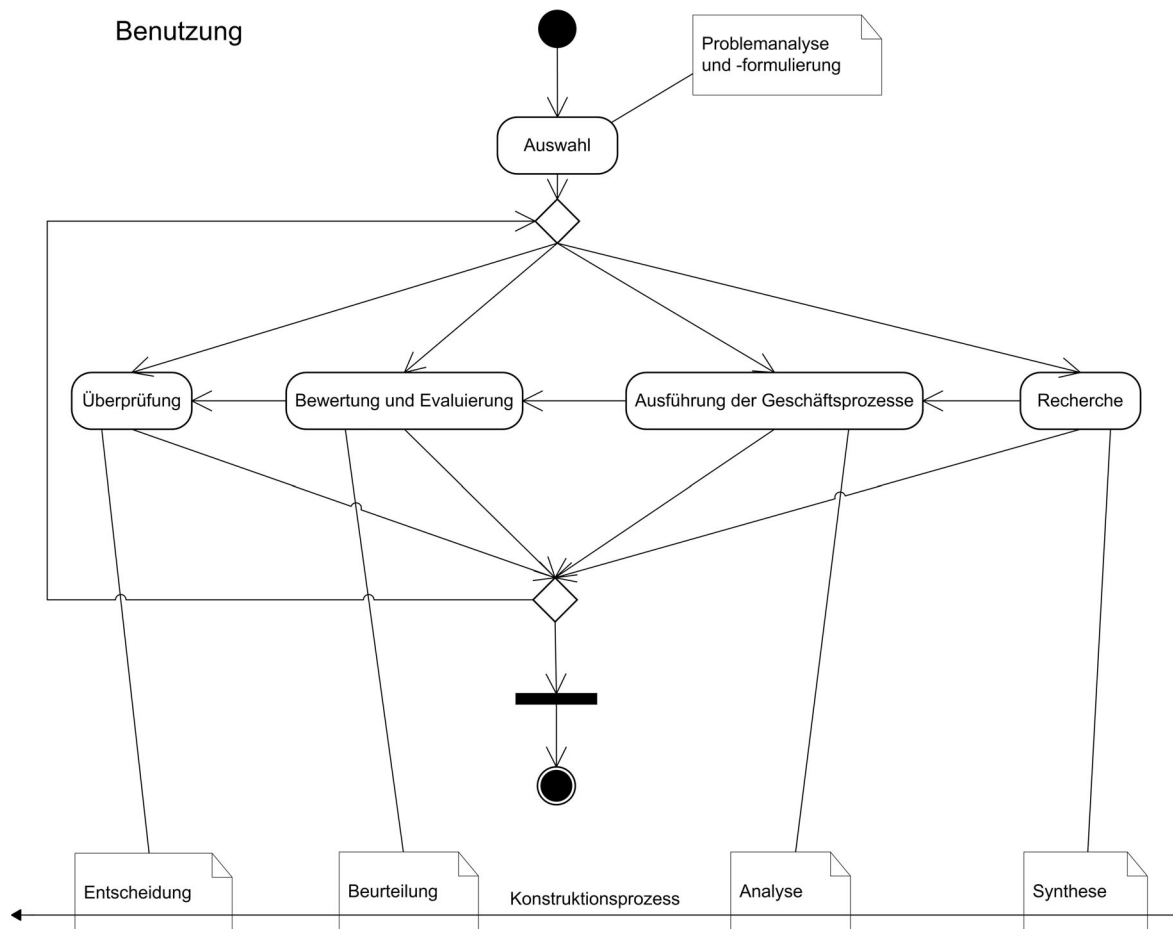 Benutzung
Problemanalyse
und -formulierung
Auswahl
Überprüfung
Bewertung und Evaluierung
Ausführung der Geschäftsprozesse
Recherche
Entscheidung
Beurteilung
Konstruktionsprozess
Analyse
Synthese